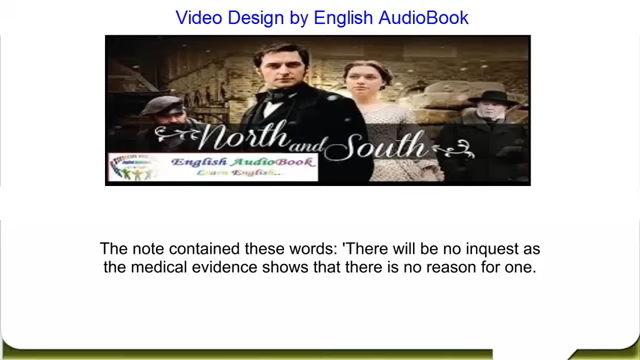 Video Design by English AudioBook
North and South
English AudioBook
Learn English...
The note contained these words: 'There will be no inquest as
the medical evidence shows that there is no reason for one.